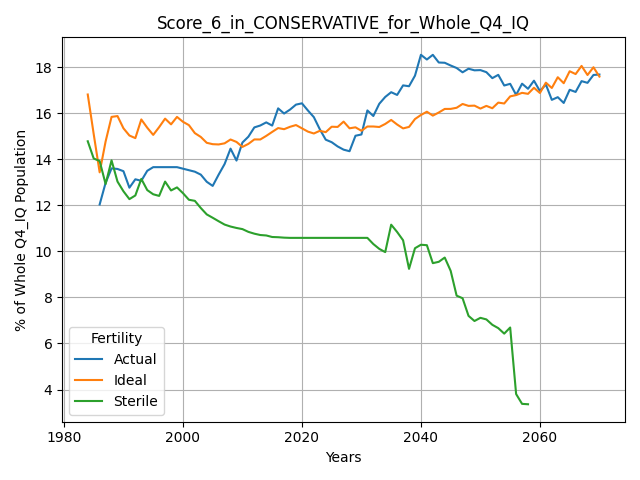 Score_6_in_CONSERVATIVE_for_Whole_Q4_IQ
% of Whole Q4_IQ Population
18
16
14
12
10
8
6
4
Fertility
Actual
Ideal
Sterile
1980 2000 2020 2040 2060
Years